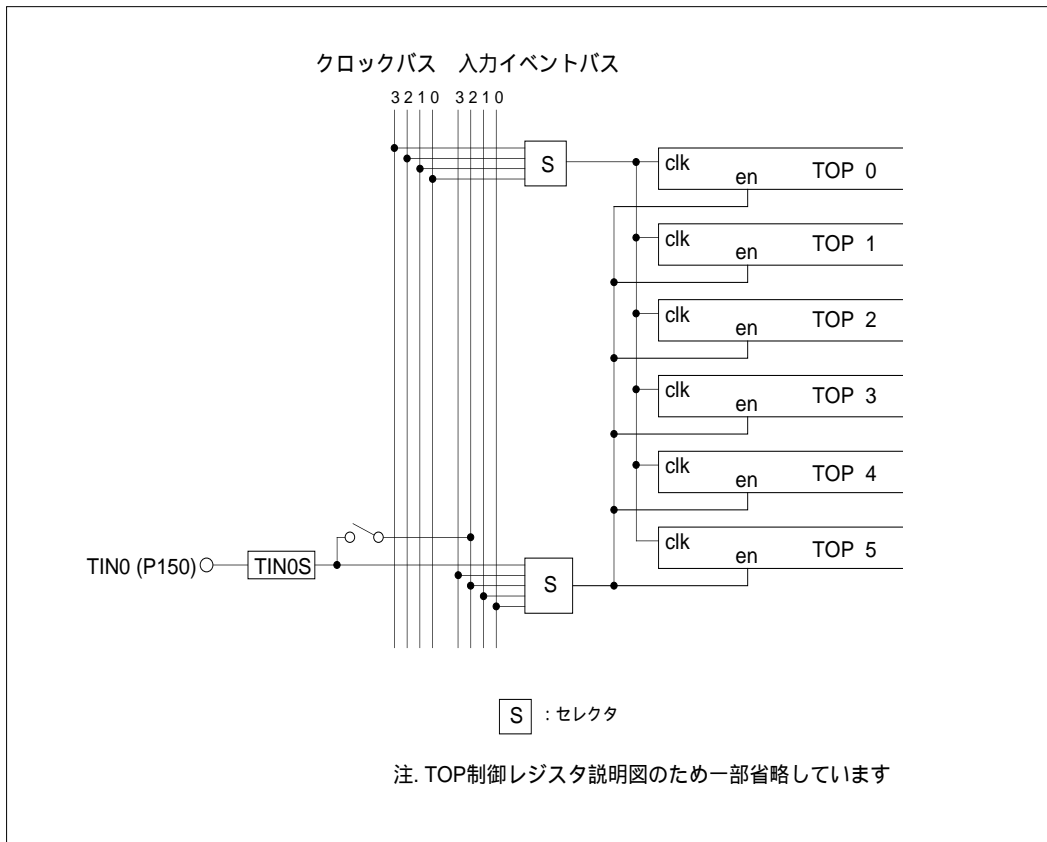 クロックバス 入力イベントバス
3 2 1 0 3 2 1 0
S
clk en TOP 0
clk en TOP 1
clk en TOP 2
clk en TOP 3
clk en TOP 4
clk en TOP 5
TIN0 (P150) TIN0S
S
S :セレクタ
注. TOP制御レジスタ説明図のため一部省略しています